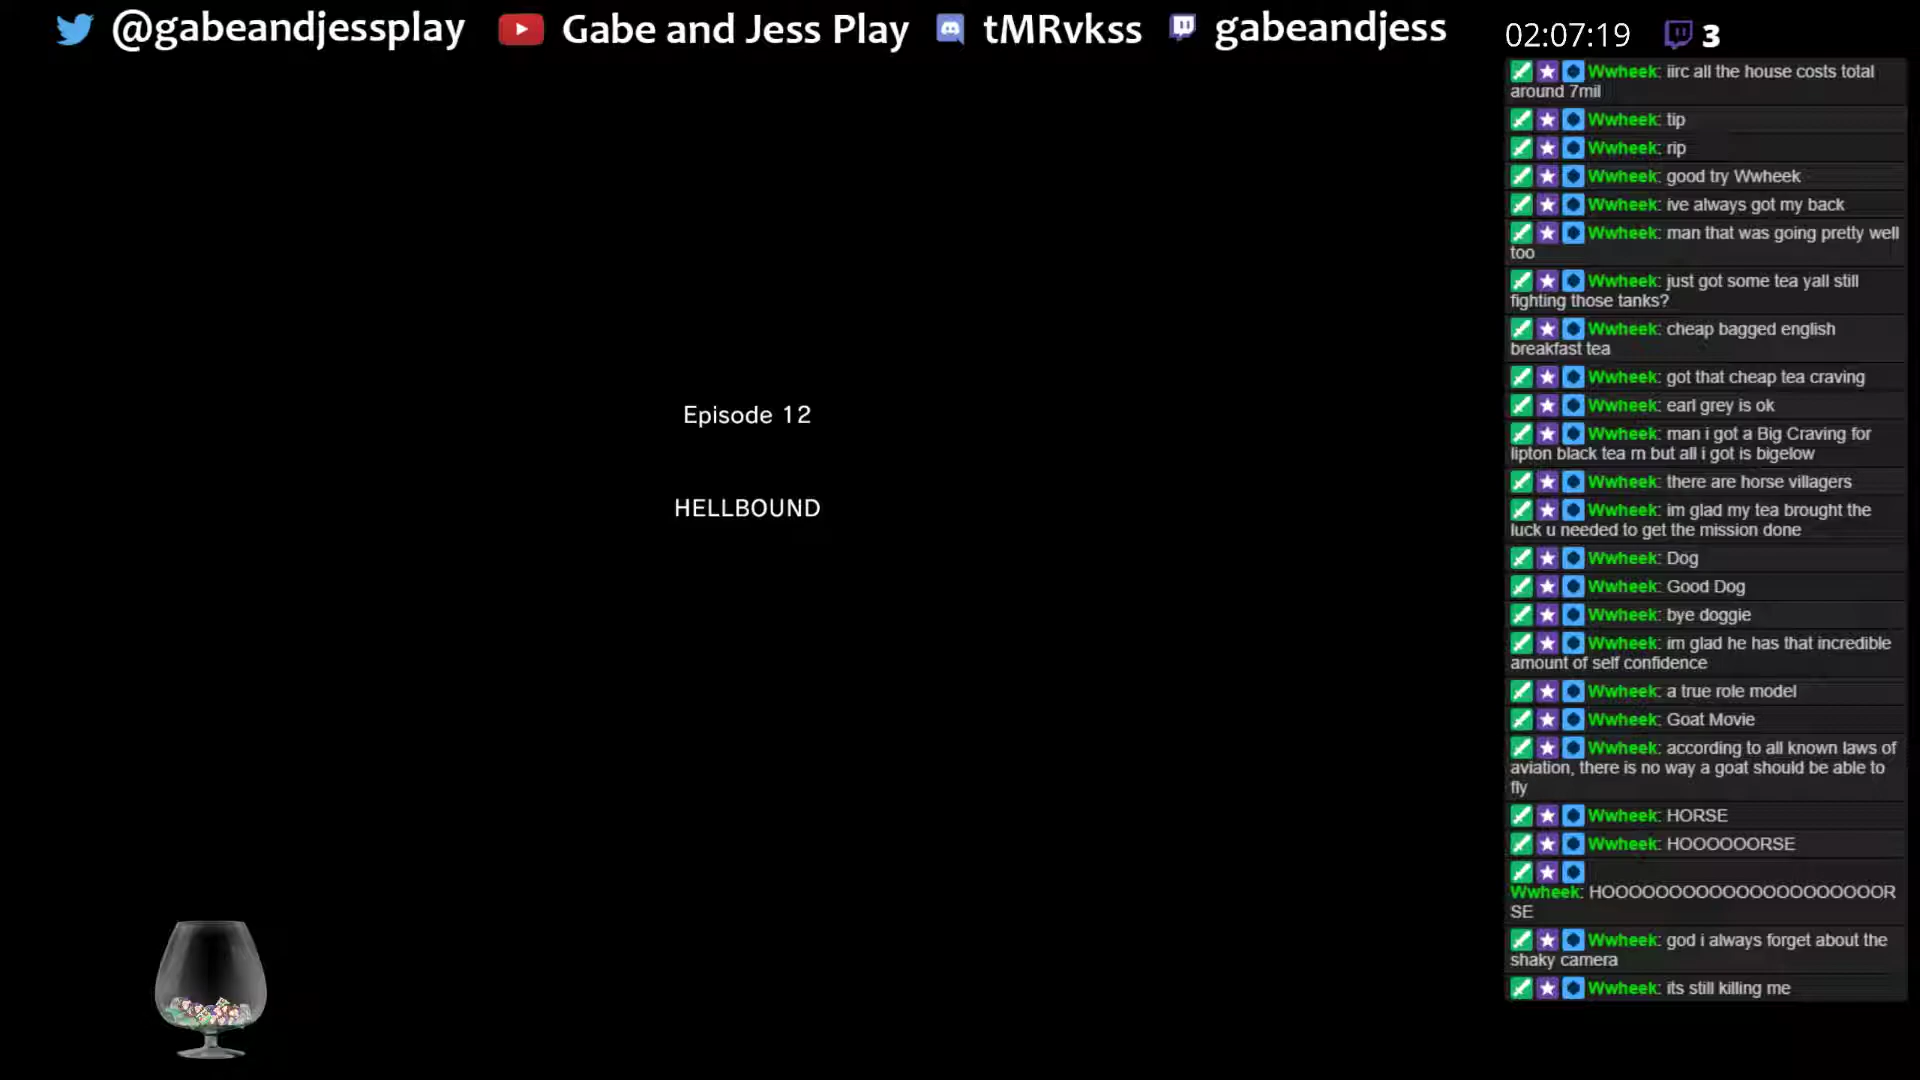 @gabeandjessplay Gabe and Jess Play tMRvkss gabeandjess
02:07:19 3
Episode 12
HELLBOUND
Wwheek: iirc all the house costs total
around 7mil
Wwheek: tip
Wwheek: rip
Wwheek: good try Wwheek
Wwheek: ive always got my back
Wwheek: man that was going pretty well
too
Wwheek: just got some tea yall still
fighting those tanks?
Wwheek: cheap bagged english
breakfast tea
Wwheek: got that cheap tea craving
Wwheek: earl grey is ok
Wwheek: man i got a Big Craving for
lipton black tea rn but all i got is bigelow
Wwheek: there are horse villagers
Wwheek: im glad my tea brought the
luck u needed to get the mission done
Wwheek: Dog
Wwheek: Good Dog
Wwheek: bye doggie
Wwheek: im glad he has that incredible
amount of self confidence
Wwheek: a true role model
Wwheek: Goat Movie
Wwheek: according to all known laws of
aviation, there is no way a goat should be able to
fly
Wwheek: HORSE
Wwheek: HOOOOOORSE
Wwheek: HOOOOOOOOOOOOOOOOOOOOOR
SE
Wwheek: god i always forget about the
shaky camera
Wwheek: its still killing me